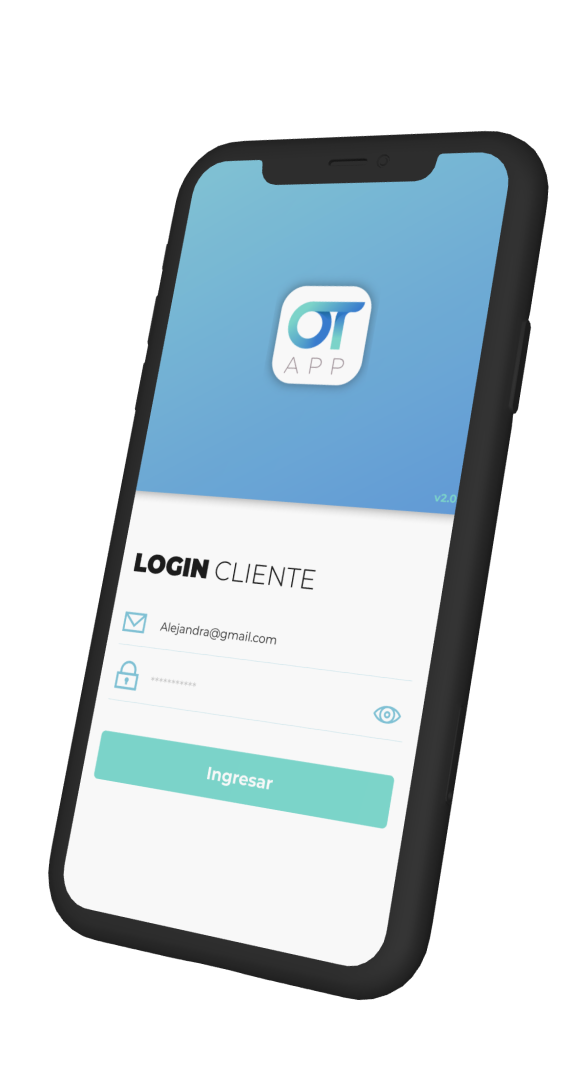 OT
APP
v2.0
LOGIN CLIENTE
Alejandra@gmail.com
***********
Ingresar